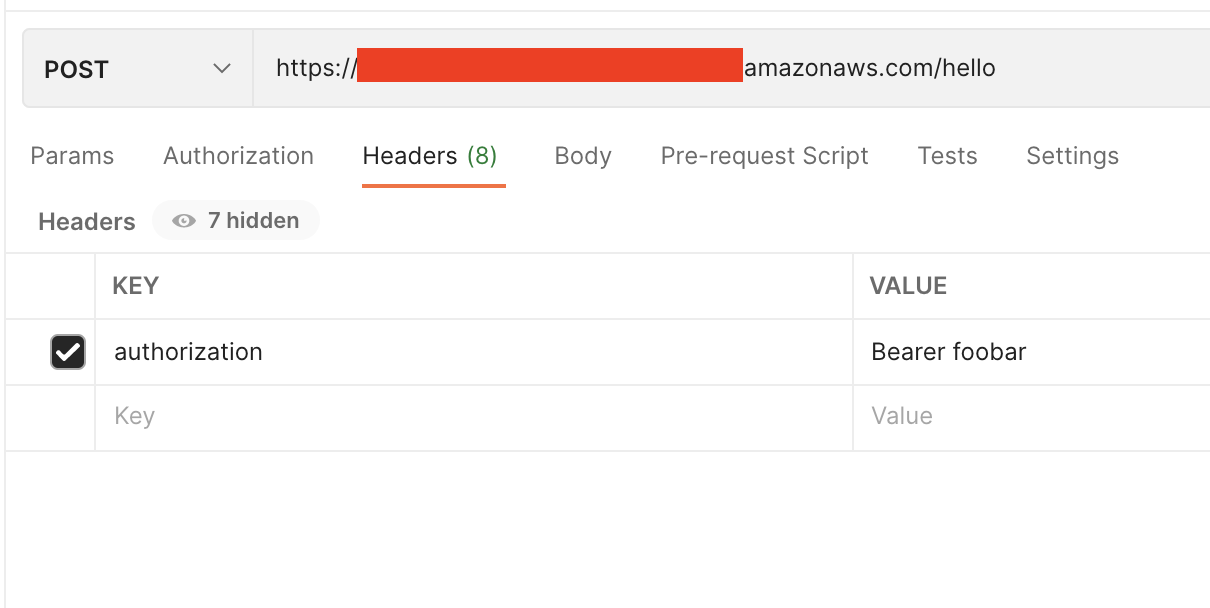 POST https://amazonaws.com/hello
Params Authorization Headers (8) Body Pre-request Script Tests Settings
Headers 7 hidden
KEY VALUE
authorization Bearer foobar
Key Value